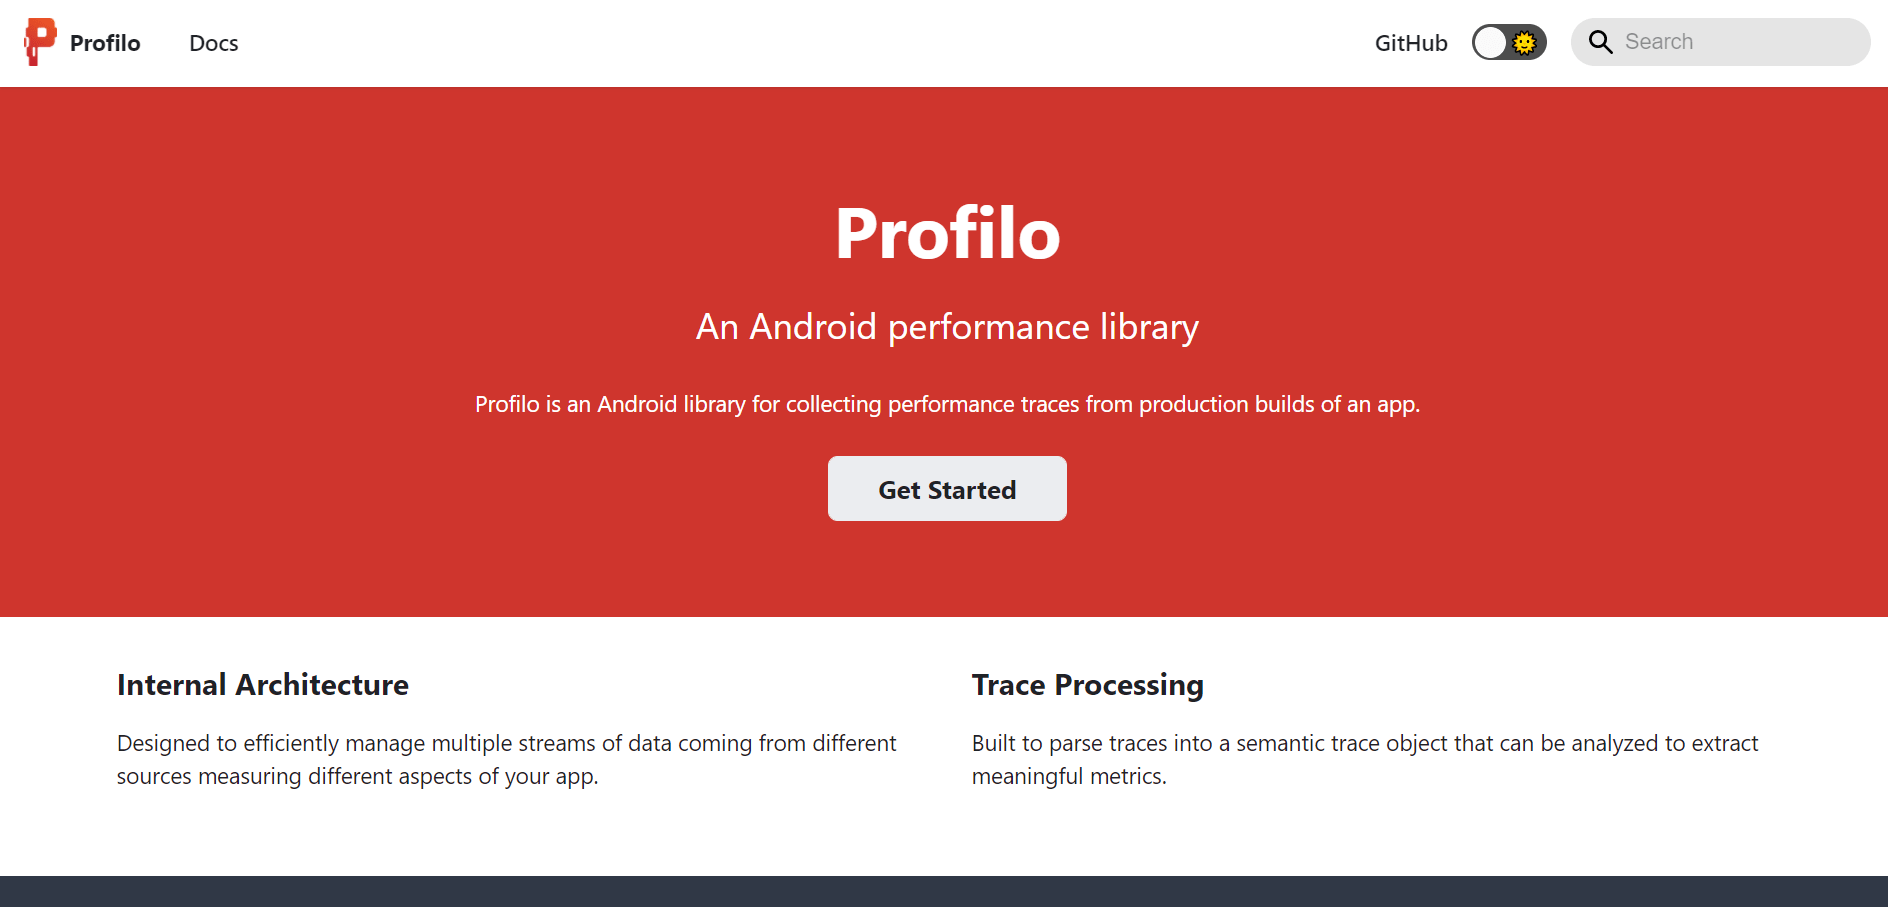 Profilo Docs GitHub Search
Profilo
An Android performance library
Profilo is an Android library for collecting performance traces from production builds of an app.
Get Started
Internal Architecture
Designed to efficiently manage multiple streams of data coming from different
sources measuring different aspects of your app.
Trace Processing
Built to parse traces into a semantic trace object that can be analyzed to extract
meaningful metrics.